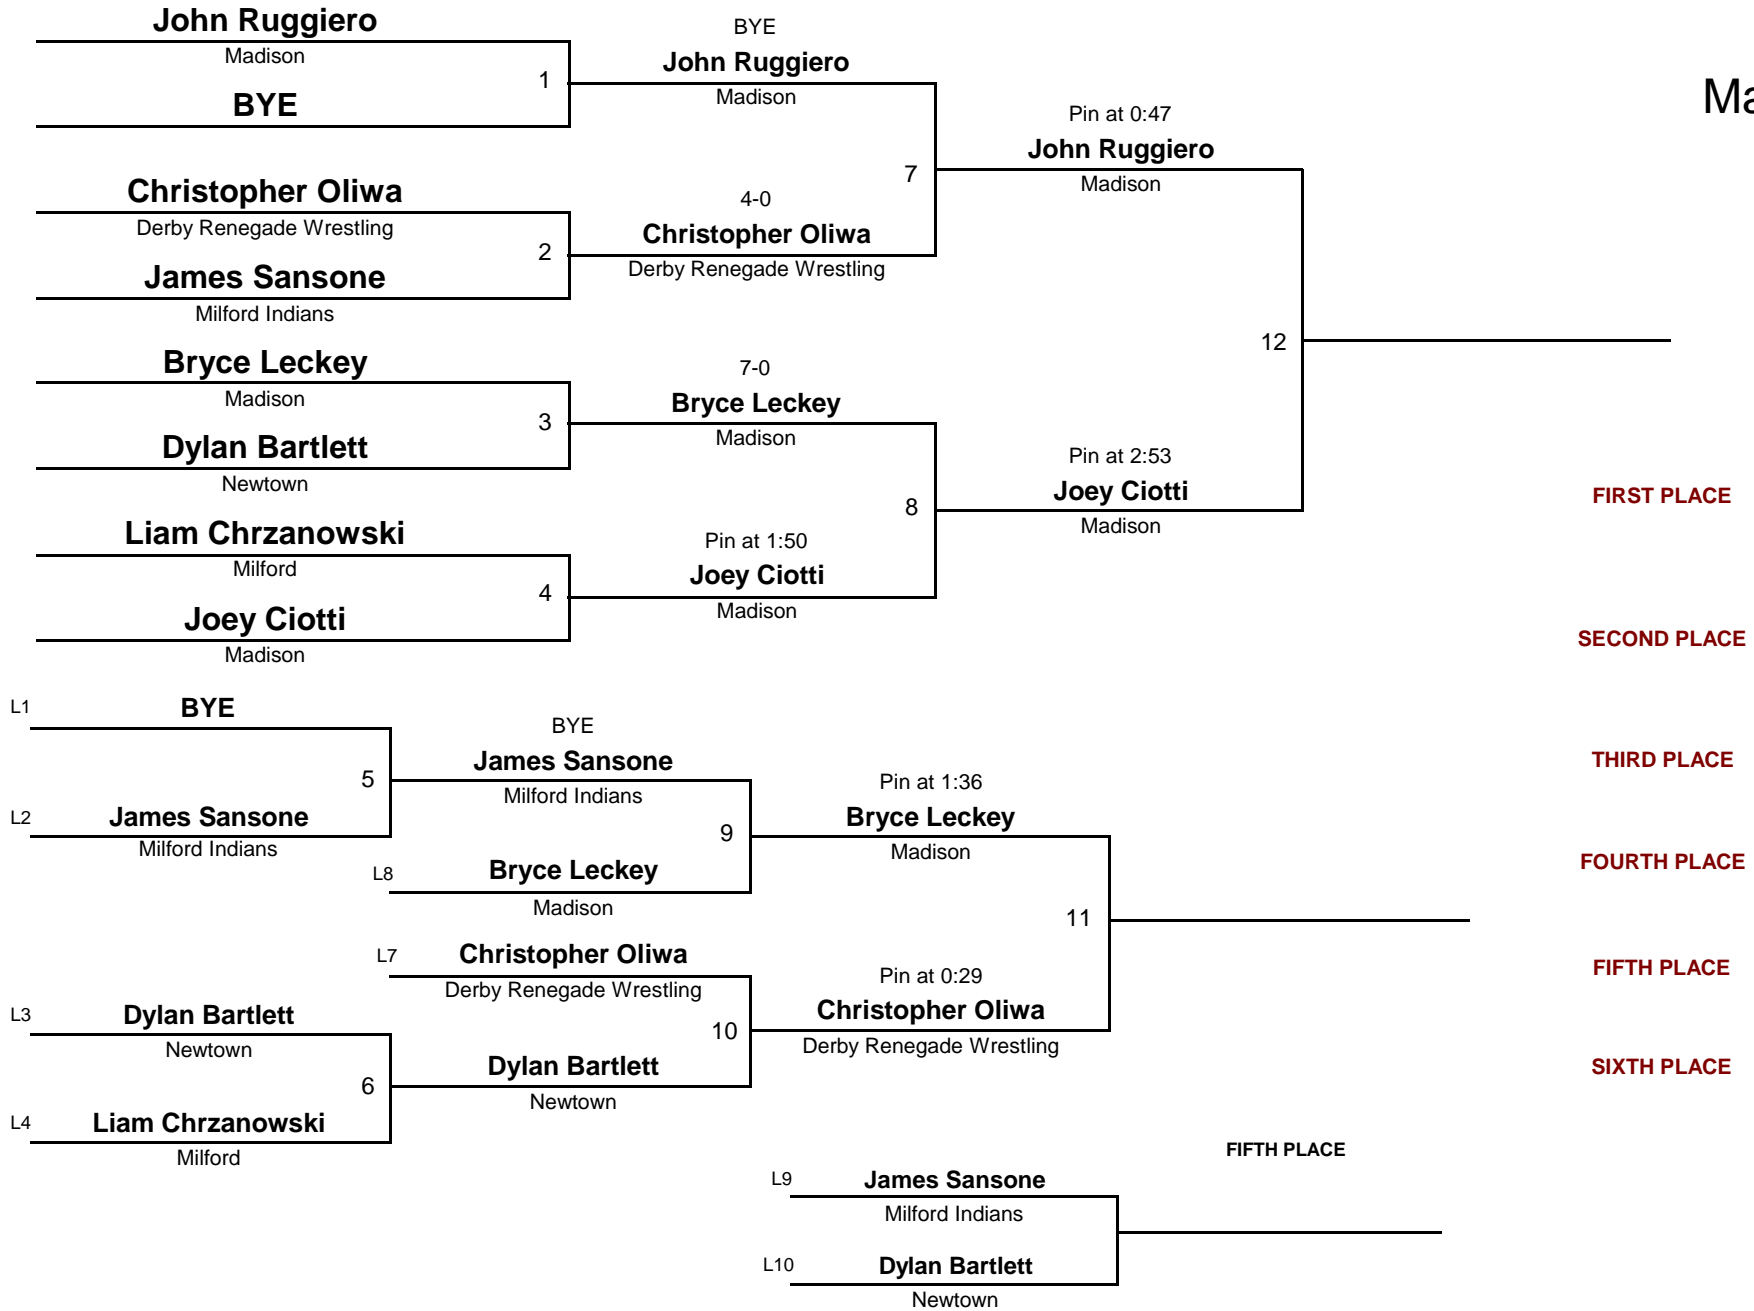 John Ruggiero
Madison
1
BYE
BYE
John Ruggiero
Madison
Christopher Oliwa
Derby Renegade Wrestling
2
James Sansone
Milford Indians
4-0
Christopher Oliwa
Derby Renegade Wrestling
7
Pin at 0:47
John Ruggiero
Madison
Ma
Bryce Leckey
Madison
3
Dylan Bartlett
Newtown
7-0
Bryce Leckey
Madison
Liam Chrzanowski
Milford
4
Joey Ciotti
Madison
Pin at 1:50
Joey Ciotti
Madison
8
Pin at 2:53
Joey Ciotti
Madison
12
FIRST PLACE
SECOND PLACE
THIRD PLACE
FOURTH PLACE
FIFTH PLACE
SIXTH PLACE
L1
BYE
5
L2
James Sansone
Milford Indians
BYE
James Sansone
Milford Indians
9
L8
Bryce Leckey
Madison
Pin at 1:36
Bryce Leckey
Madison
11
L7
Christopher Oliwa
Derby Renegade Wrestling
10
L3
Dylan Bartlett
Newtown
6
L4
Liam Chrzanowski
Milford
Dylan Bartlett
Newtown
Pin at 0:29
Christopher Oliwa
Derby Renegade Wrestling
FIFTH PLACE
L9
James Sansone
Milford Indians
L10
Dylan Bartlett
Newtown